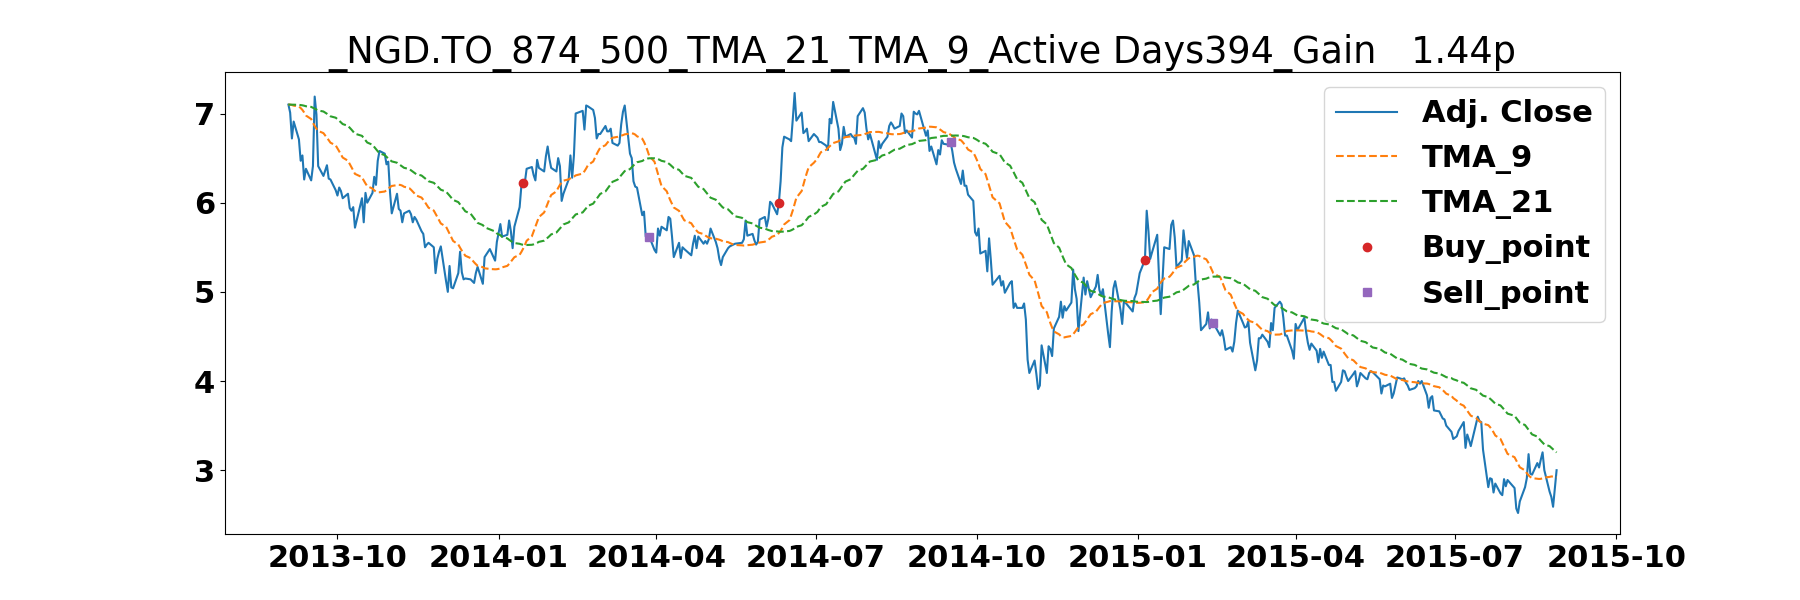 _NGD.TO_874_500_TMA_21_TMA_9_Active Days394_Gain   1.44p
7
6
5
4
3
Adj. Close
TMA_9
TMA_21
Buy_point
Sell_point
2013-10 2014-01 2014-04 2014-07 2014-10 2015-01 2015-04 2015-07 2015-10